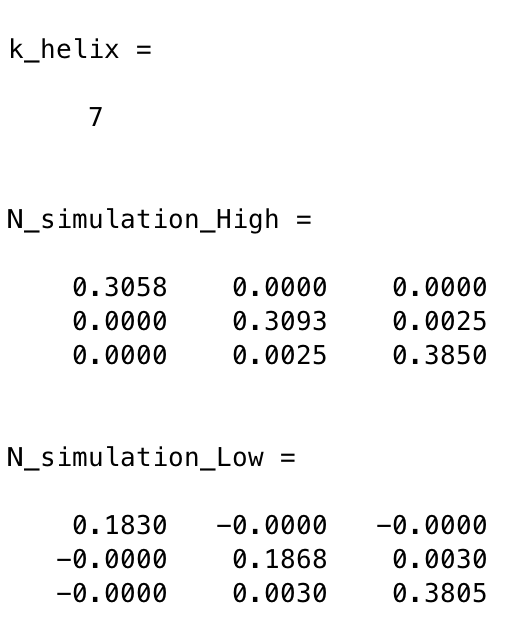 k_helix =
7
N_simulation_High =
0.3058 0.0000 0.0000
0.0000 0.3093 0.0025
0.0000 0.0025 0.3850
N_simulation_Low =
0.1830 −0.0000 −0.0000
−0.0000 0.1868 0.0030
−0.0000 0.0030 0.3805